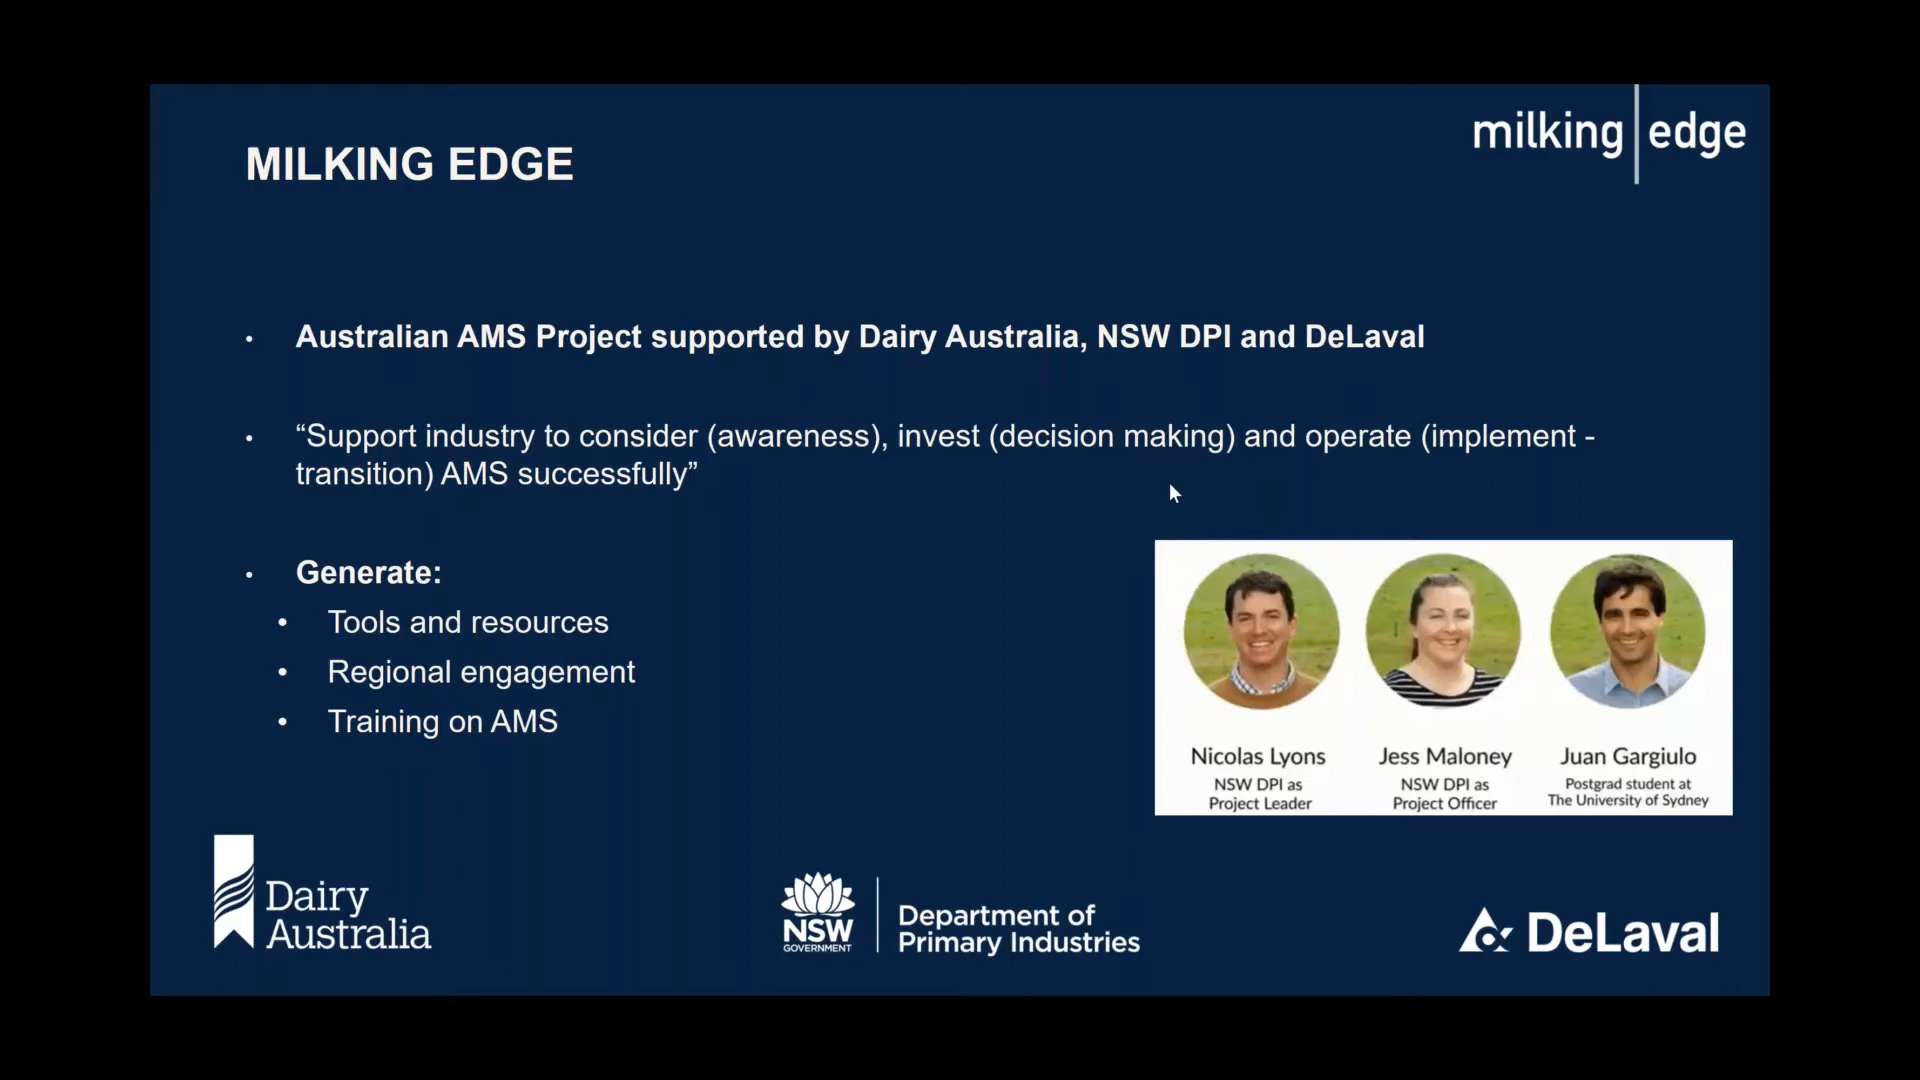 milking edge
MILKING EDGE
• Australian AMS Project supported by Dairy Australia, NSW DPI and DeLaval
• “Support industry to consider (awareness), invest (decision making) and operate (implement -
transition) AMS successfully”
• Generate:
• Tools and resources
• Regional engagement
• Training on AMS
Nicolas Lyons
NSW DPI as
Project Leader
Jess Maloney
NSW DPI as
Project Officer
Juan Gargiulo
Postgrad student at
The University of Sydney
Dairy
Australia
NSW
GOVERNMENT
Department of
Primary Industries
DeLaval